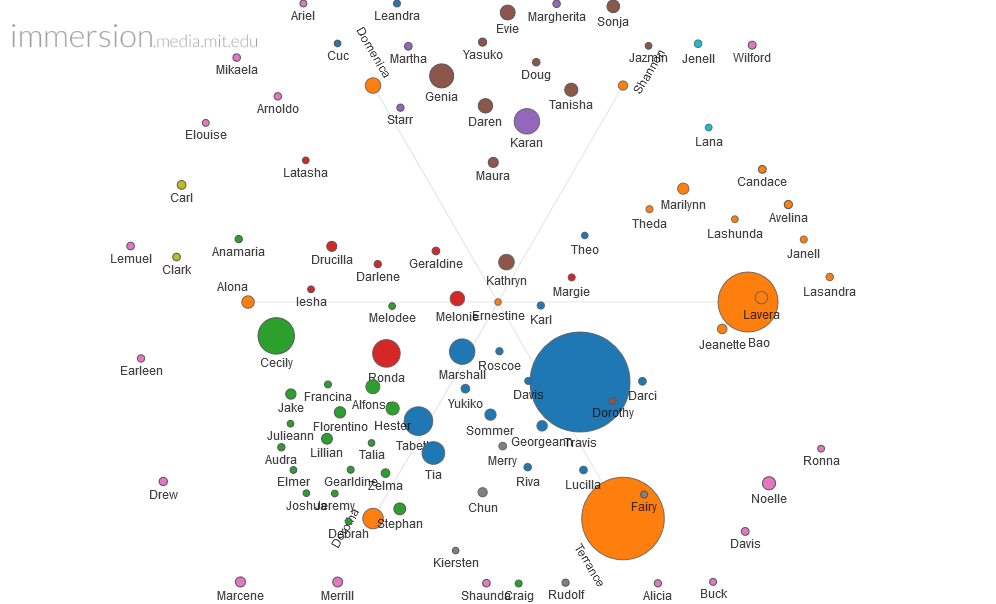 Ariel
Leandra
Evie
Margherita
Sonja
immersion.media.mit.edu
Domenica
Cuc
Martha
Yasuko
Doug
Jazmin
Shannon
Jenell
Wilford
Mikaela
Genia
Tanisha
Arnoldo
Starr
Daren
Karan
Elouise
Lana
Latasha
Maura
Candace
Carl
Marilynn
Avelina
Theda
Lashunda
Anamaria
Theo
Janell
Lemuel
Drucilla
Geraldine
Clark
Darlene
Kathryn
Alona
Iesha
Margie
Lasandra
Melodee
Melonie
Ernestine
Karl
Lavera
Jeanette
Bao
Cecily
Earleen
Ronda
Marshall
Roscoe
Francina
Alfonso
Yukiko
Davis
Darci
Jake
Dorothy
Florentino
Hester
Julieann
Tabetha
Sommer
Georgeann
Travis
Audra
Lillian
Talia
Tia
Merry
Ronna
Elmer
Gearldine
Zelma
Riva
Lucilla
Drew
Joshua
Jeremy
Chun
Fairy
Noelle
Debrah
Stephan
Davis
Kiersten
Terrance
Marcene
Merrill
Shaunda
Craig
Rudolf
Alicia
Buck